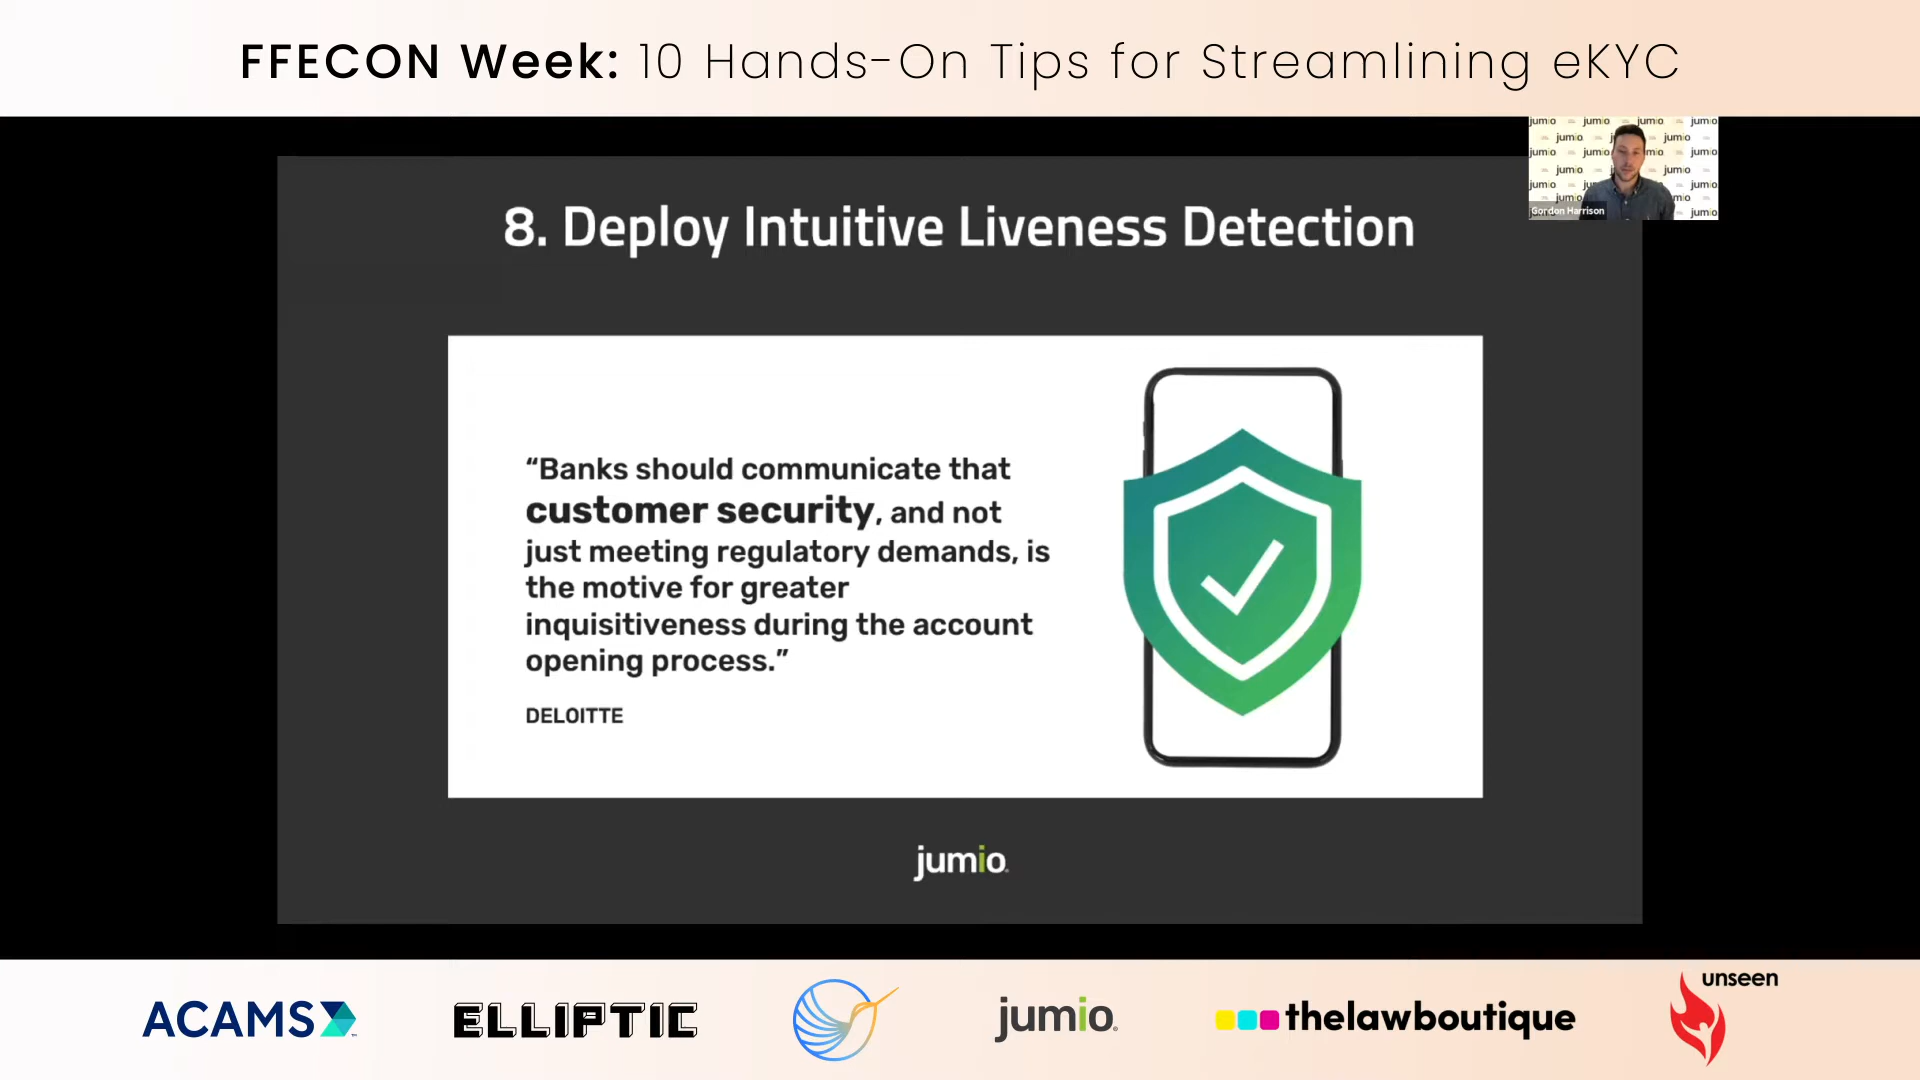 FFECON Week: 10 Hands-On Tips for Streamlining eKYC
8. Deploy Intuitive Liveness Detection
Gordon Harrison
“Banks should communicate that
customer security, and not
just meeting regulatory demands, is
the motive for greater
inquisitiveness during the account
opening process.”
DELOITTE
jumio
ACAMS
ELLIPTIC
jumio
thelawboutique
unseen